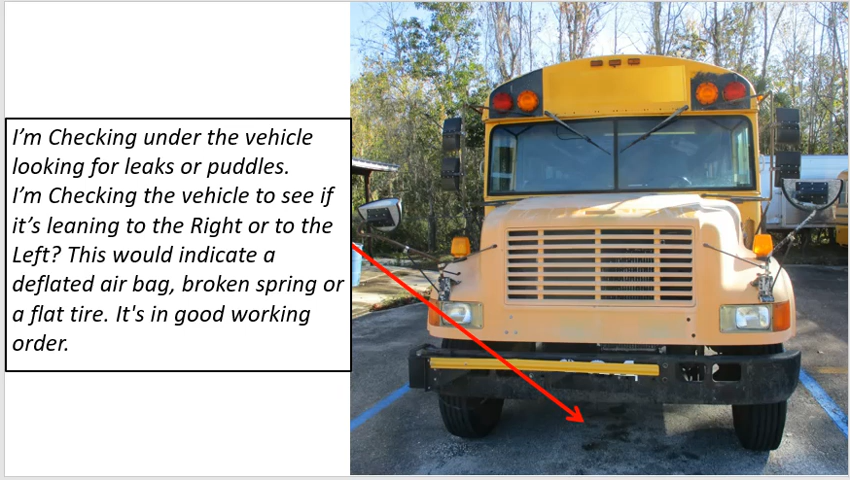 I'm Checking under the vehicle
looking for leaks or puddles.
I'm Checking the vehicle to see if
it's leaning to the Right or to the
Left? This would indicate a
deflated air bag, broken spring or
a flat tire. It's in good working
order.